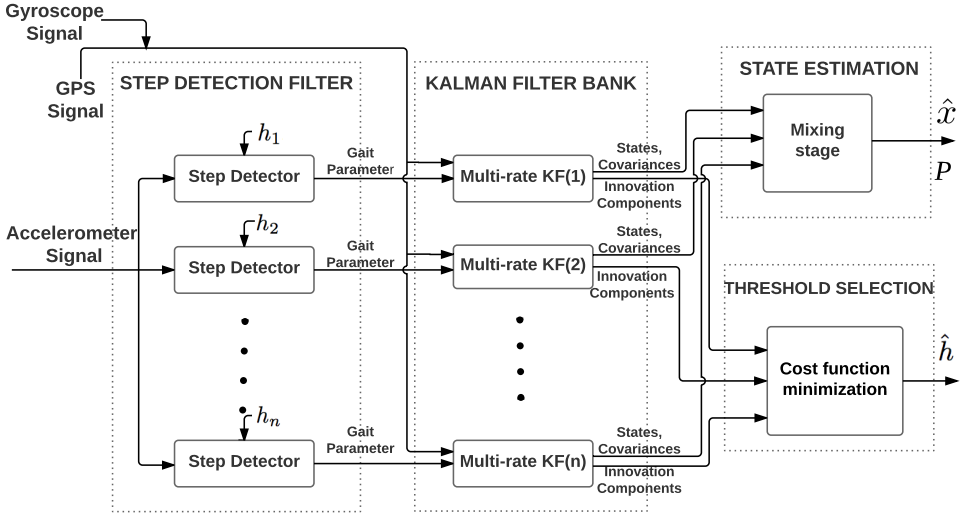 Gyroscope
Signal
GPS
Signal
STEP DETECTION FILTER
KALMAN FILTER BANK
STATE ESTIMATION
h₁
Step Detector
Gait
Parameter
Multi-rate KF(1)
States,
Covariances
Innovation
Components
Mixing
stage
x̂
P
Accelerometer
Signal
h₂
Step Detector
Gait
Parameter
Multi-rate KF(2)
States,
Covariances
Innovation
Components
THRESHOLD SELECTION
Cost function
minimization
ĥ
hₙ
Step Detector
Gait
Parameter
Multi-rate KF(n)
States,
Covariances
Innovation
Components